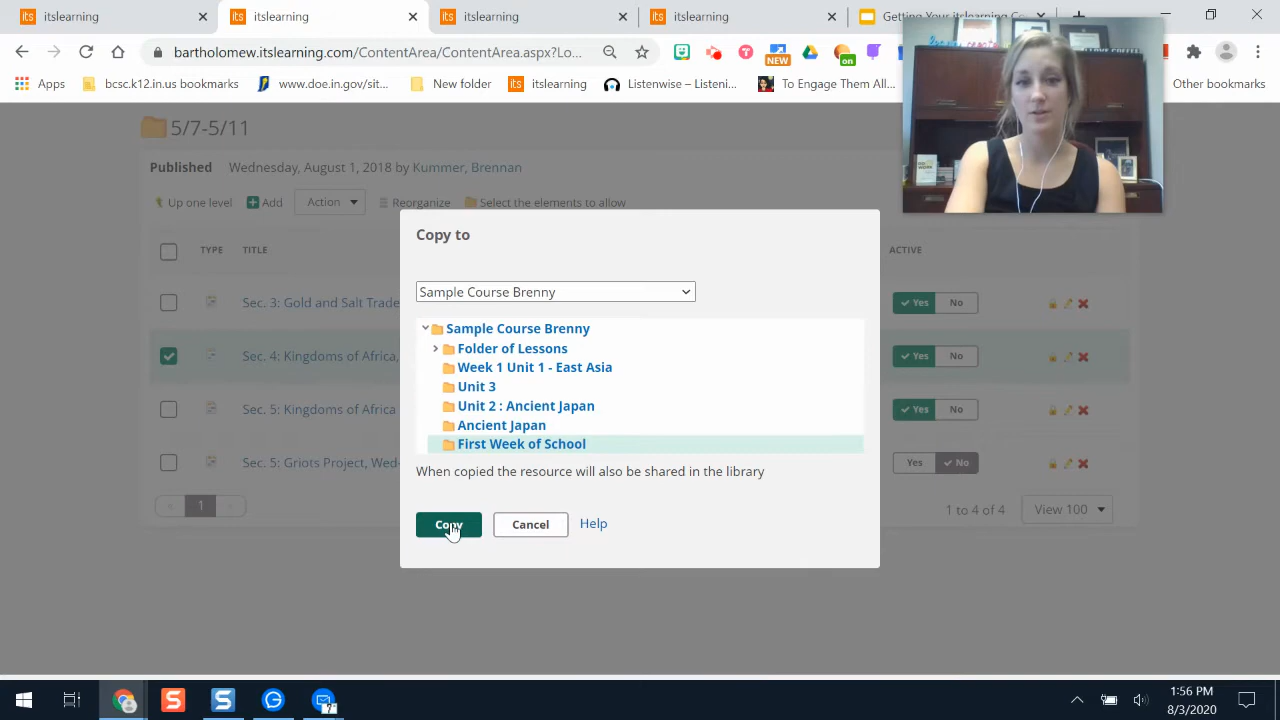 itslearning
itslearning
itslearning
itslearning
Getting Your itslearning
bartholomew.itslearning.com/ContentArea/ContentArea.aspx?Lo...
NEW
on
bcsc.k12.in.us bookmarks
www.doe.in.gov/sit...
New folder
its
itslearning
Listenwise – Listeni...
To Engage Them All...
Other bookmarks
5/7-5/11
Published Wednesday, August 1, 2018 by Kummer, Brennan
Up one level
Add
Action
Reorganize
Select the elements to allow
TYPE
TITLE
ACTIVE
Sec. 3: Gold and Salt Trade
Yes No
Sec. 4: Kingdoms of Africa,
Yes No
Sec. 5: Kingdoms of Africa
Yes No
Sec. 5: Griots Project, Wed-
Yes No
1
1 to 4 of 4
View 100
Copy to
Sample Course Brenny
Sample Course Brenny
Folder of Lessons
Week 1 Unit 1 - East Asia
Unit 3
Unit 2 : Ancient Japan
Ancient Japan
First Week of School
When copied the resource will also be shared in the library
Copy
Cancel
Help
1:56 PM
8/3/2020